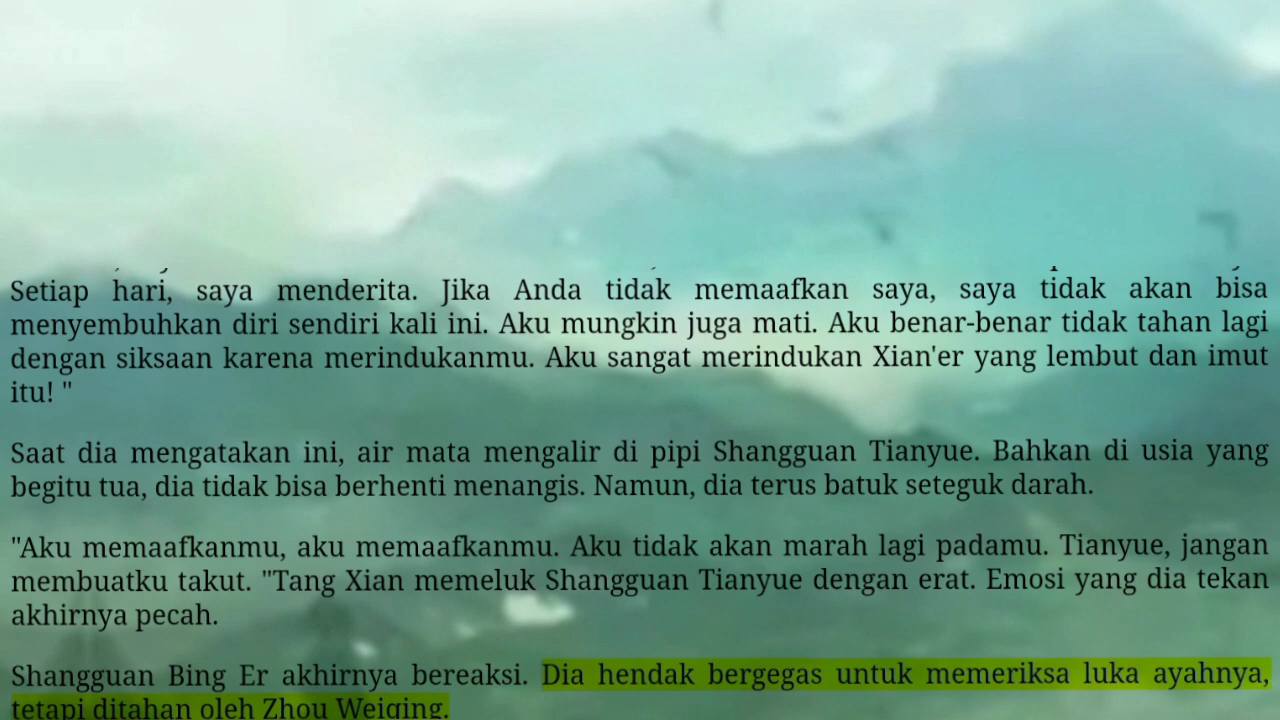 Setiap hari, saya menderita. Jika Anda tidak memaafkan saya, saya tidak akan bisa
menyembuhkan diri sendiri kali ini. Aku mungkin juga mati. Aku benar-benar tidak tahan lagi
dengan siksaan karena merindukanmu. Aku sangat merindukan Xian'er yang lembut dan imut
itu! "
Saat dia mengatakan ini, air mata mengalir di pipi Shangguan Tianyue. Bahkan di usia yang
begitu tua, dia tidak bisa berhenti menangis. Namun, dia terus batuk seteguk darah.
"Aku memaafkanmu, aku memaafkanmu. Aku tidak akan marah lagi padamu. Tianyue, jangan
membuatku takut. "Tang Xian memeluk Shangguan Tianyue dengan erat. Emosi yang dia tekan
akhirnya pecah.
Shangguan Bing Er akhirnya bereaksi. Dia hendak bergegas untuk memeriksa luka ayahnya,
tetapi ditahan oleh Zhou Weiqing.